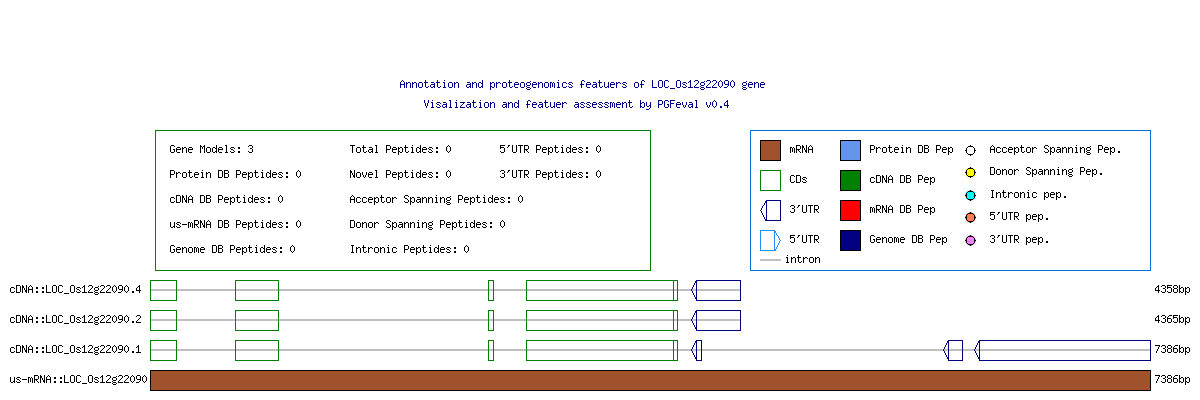 Annotation and proteogenomics featuers of LOC_Os12g22090 gene
Visalization and featuer assessment by PGFeval v0.4
Gene Models: 3 Total Peptides: 0 5'UTR Peptides: 0
Protein DB Peptides: 0 Novel Peptides: 0 3'UTR Peptides: 0
cDNA DB Peptides: 0 Acceptor Spanning Peptides: 0
us-mRNA DB Peptides: 0 Donor Spanning Peptides: 0
Genome DB Peptides: 0 Intronic Peptides: 0
mRNA Protein DB Pep Acceptor Spanning Pep.
CDs cDNA DB Pep Donor Spanning Pep.
3'UTR mRNA DB Pep Intronic pep.
5'UTR Genome DB Pep 5'UTR pep.
intron 3'UTR pep.
cDNA::LOC_Os12g22090.4 4358bp
cDNA::LOC_Os12g22090.2 4365bp
cDNA::LOC_Os12g22090.1 7386bp
us-mRNA::LOC_Os12g22090 7386bp